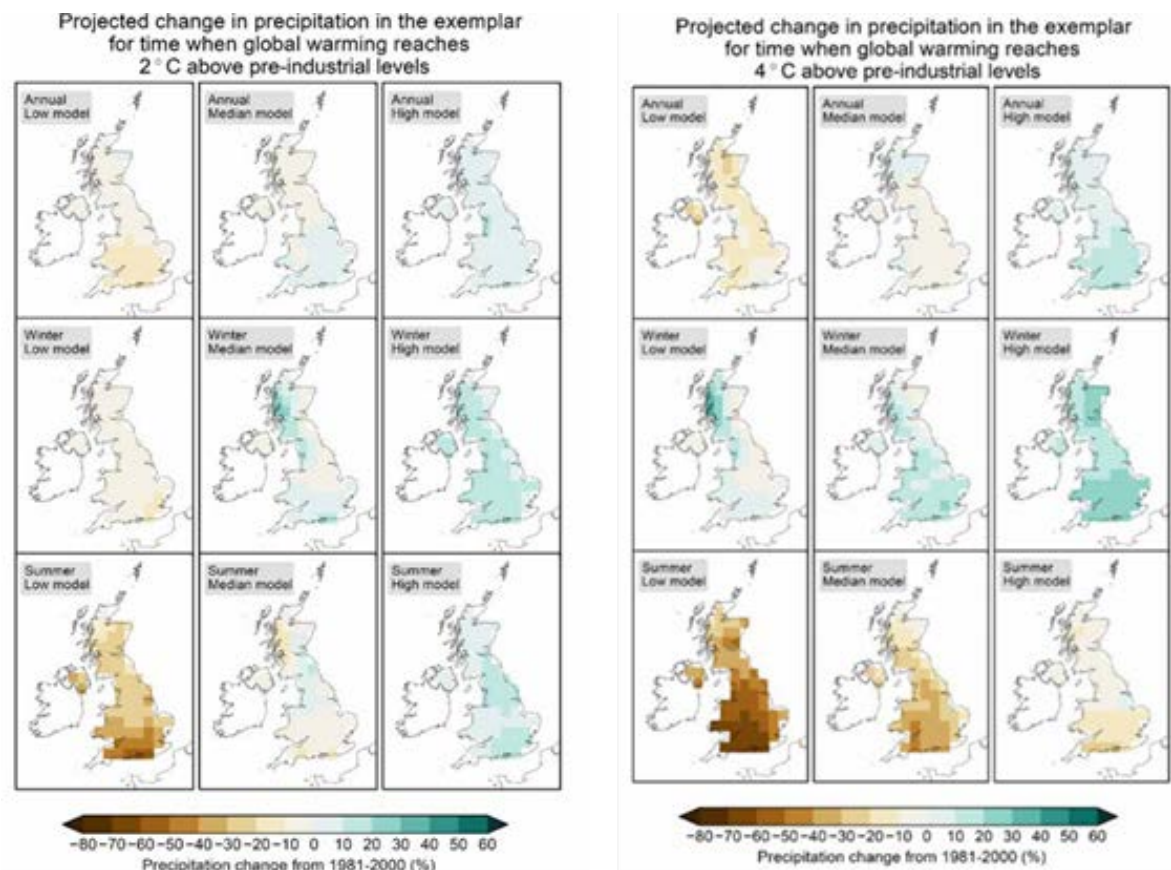 Projected change in precipitation in the exemplar
for time when global warming reaches
2°C above pre-industrial levels
Annual
Low model
Annual
Median model
Annual
High model
Winter
Low model
Winter
Median model
Winter
High model
Summer
Low model
Summer
Median model
Summer
High model
-80 -70 -60 -50 -40 -30 -20 -10 0 10 20 30 40 50 60
Precipitation change from 1981-2000 (%)
Projected change in precipitation in the exemplar
for time when global warming reaches
4°C above pre-industrial levels
Annual
Low model
Annual
Median model
Annual
High model
Winter
Low model
Winter
Median model
Winter
High model
Summer
Low model
Summer
Median model
Summer
High model
-80 -70 -60 -50 -40 -30 -20 -10 0 10 20 30 40 50 60
Precipitation change from 1981-2000 (%)